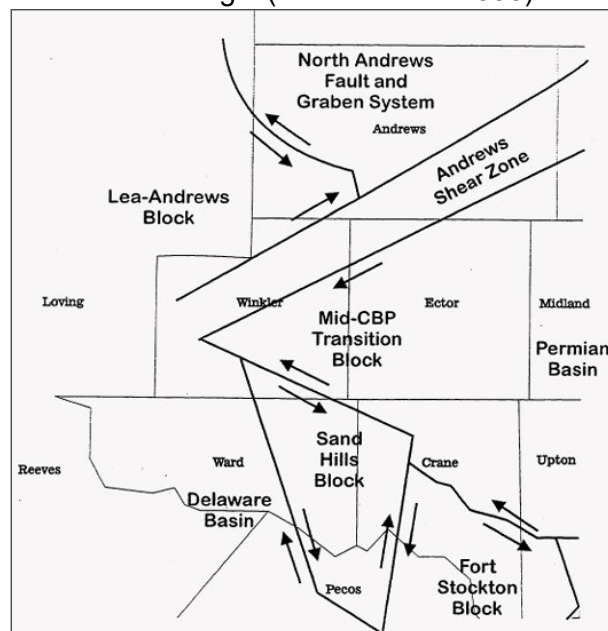 North Andrews
Fault and
Graben System
Andrews
Andrews
Shear Zone
Lea-Andrews
Block
Loving
Winkler
Ector
Midland
Mid-CBP
Transition
Block
Permian
Basin
Sand
Hills
Block
Reeves
Ward
Crane
Upton
Delaware
Basin
Pecos
Fort
Stockton
Block